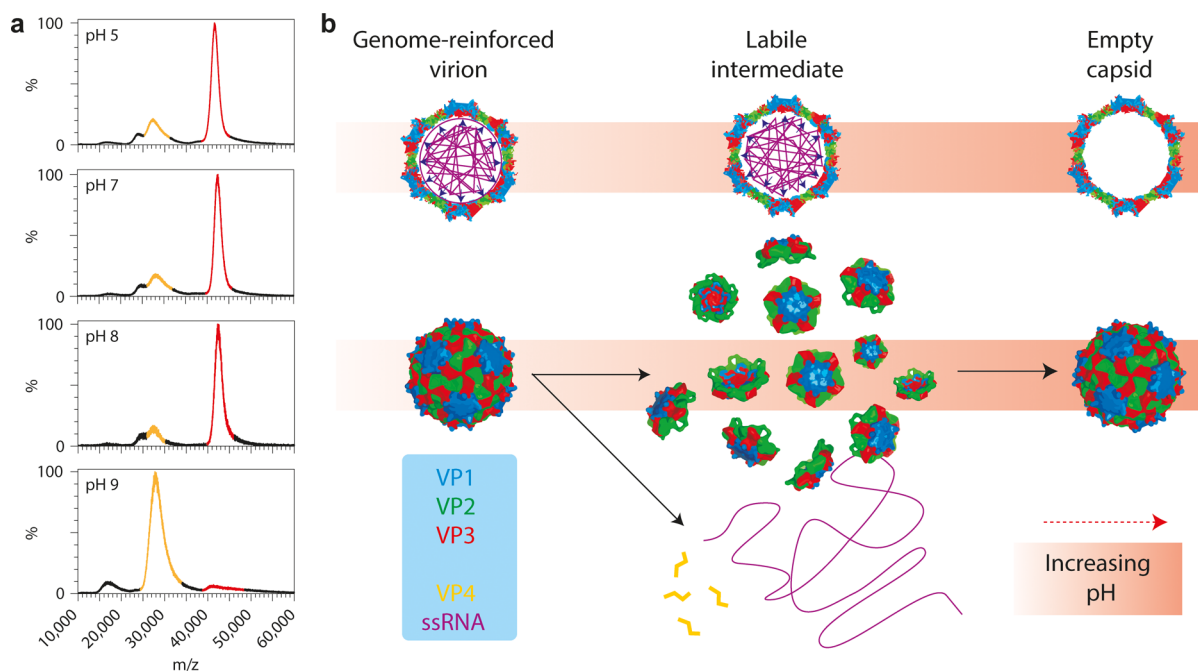 a
pH 5
100
%
0
pH 7
100
%
0
pH 8
100
%
0
pH 9
100
%
0
10,000
20,000
30,000
40,000
50,000
60,000
m/z
b
Genome-reinforced
virion
Labile
intermediate
Empty
capsid
VP1
VP2
VP3
VP4
ssRNA
Increasing
pH